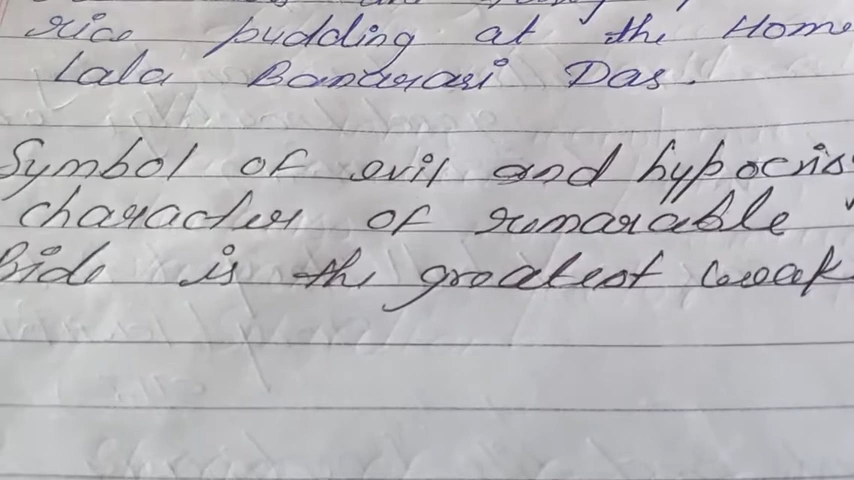 rice pudding at the Home
Lala Banarasi Das.
Symbol of evil and hypocris
character of remarable
is the greatest weak